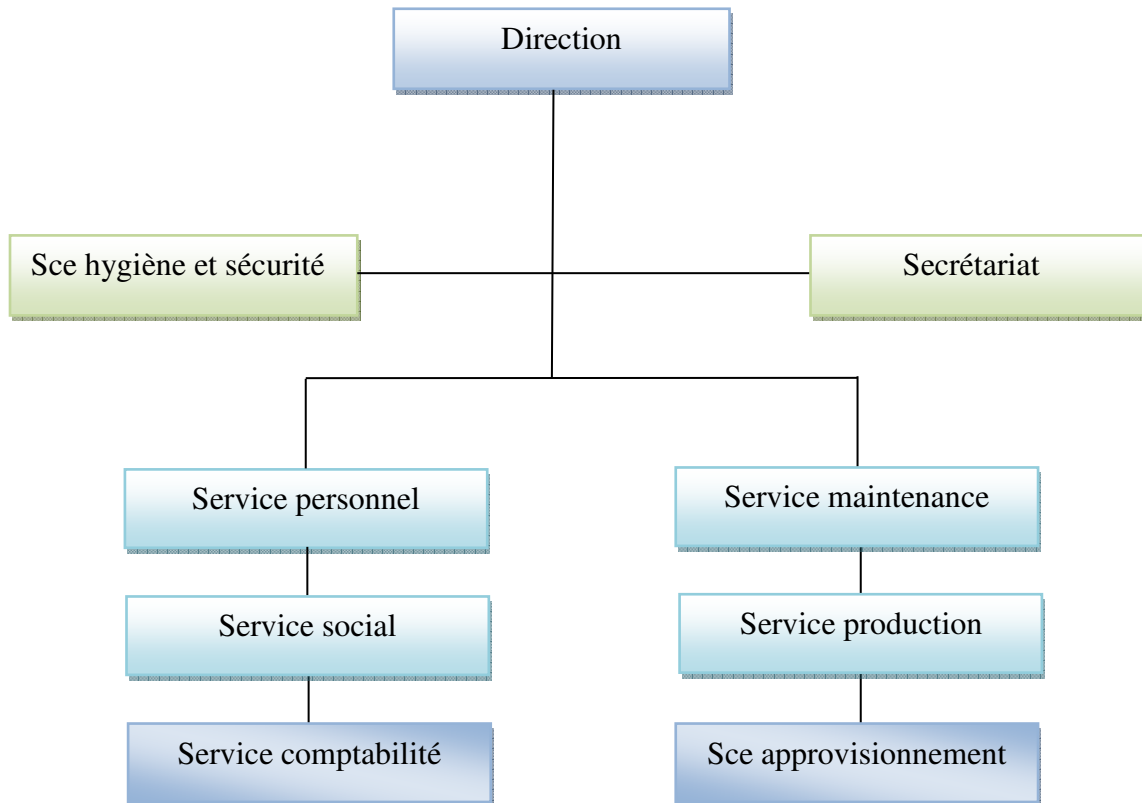 Direction
Sce hygiène et sécurité
Secrétariat
Service personnel
Service maintenance
Service social
Service production
Service comptabilité
Sce approvisionnement